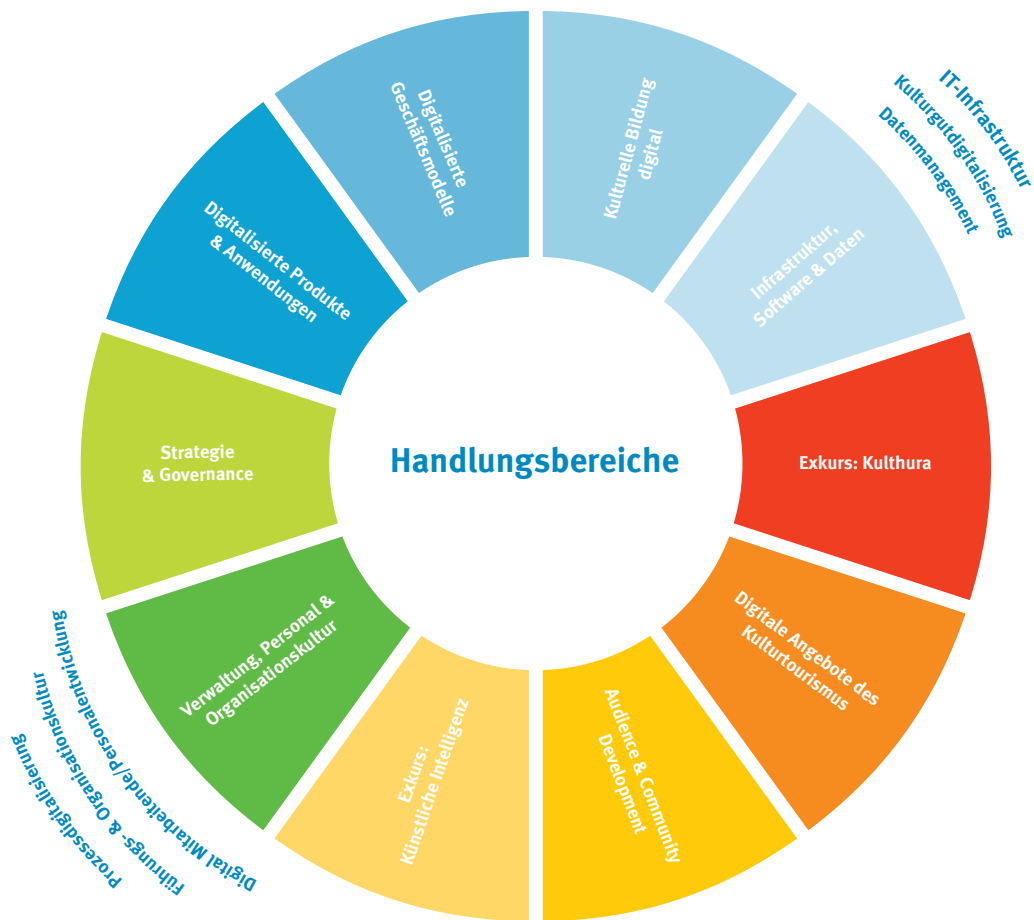 Handlungsbereiche
Kulturelle Bildung
digital
Infrastruktur,
Software & Daten
IT-Infrastruktur
Kulturgutdigitalisierung
Datenmanagement
Exkurs: Kulthura
Digitale Angebote des
Kulturtourismus
Audience & Community
Development
Exkurs:
Künstliche Intelligenz
Verwaltung, Personal &
Organisationskultur
Digital Mitarbeitende/Personalentwicklung
Führungs- & Organisationskultur
Prozessdigitalisierung
Strategie
& Governance
Digitalisierte Produkte
& Anwendungen
Digitalisierte
Geschäftsmodelle